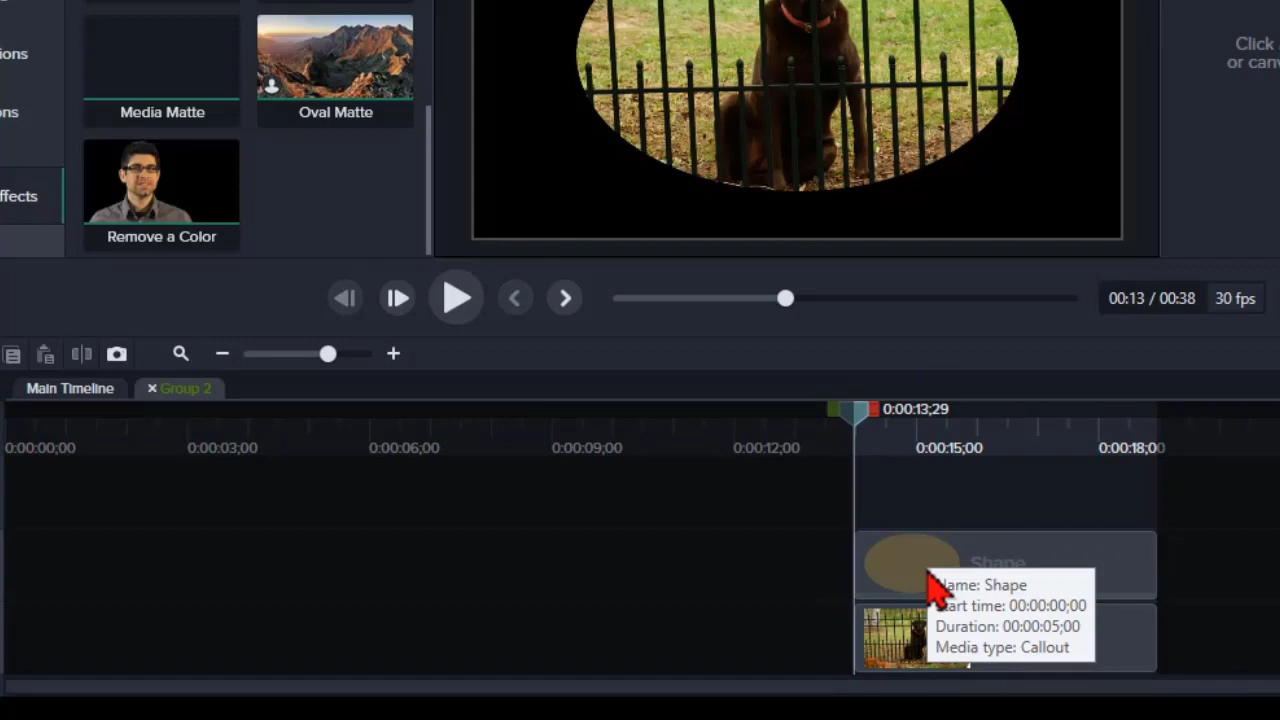 ions
Click
or canv
Media Matte
Oval Matte
ns
ffects
Remove a Color
00:13 / 00:38
30 fps
Main Timeline
Group 2
0:00:13;29
0:00:00;00
0:00:03;00
0:00:06;00
0:00:09;00
0:00:12;00
0:00:15;00
0:00:18;00
Shape
Name: Shape
Start time: 00:00:00;00
Duration: 00:00:05;00
Media type: Callout